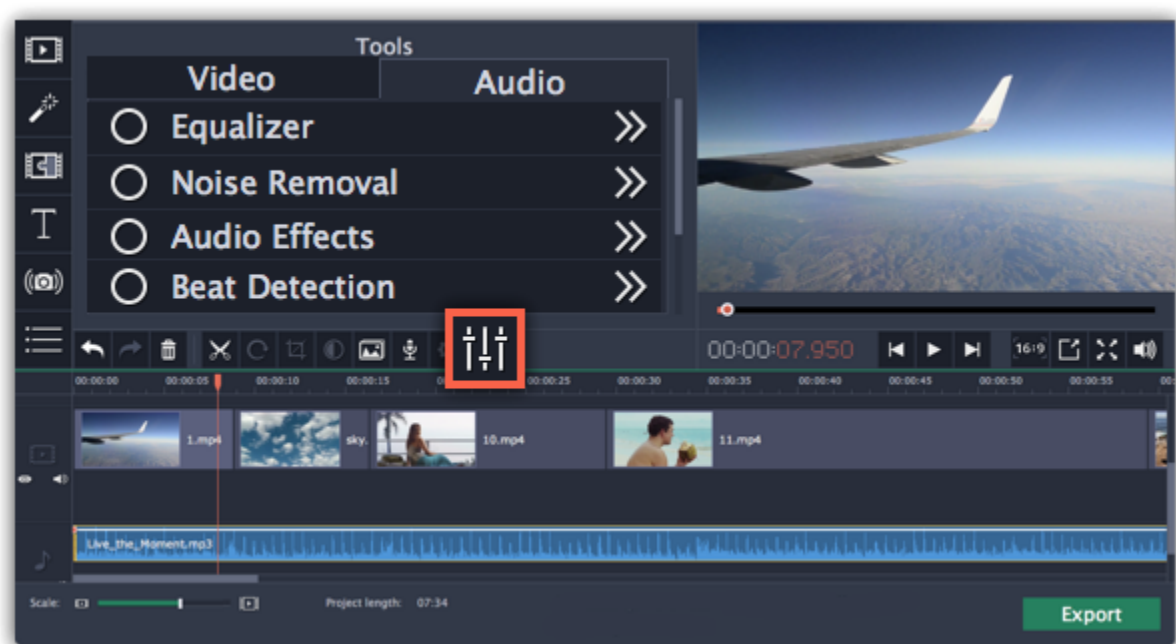 Tools
Video Audio
Equalizer
Noise Removal
Audio Effects
Beat Detection
T
00:00:07.950
16:9
00:00:00 00:00:05 00:00:10 00:00:15 00:00:25 00:00:30 00:00:35 00:00:40 00:00:45 00:00:50 00:00:55 00:
1.mp4 sky. 10.mp4 11.mp4
Live_the_Moment.mp3
Scale: Project length: 07:34
Export